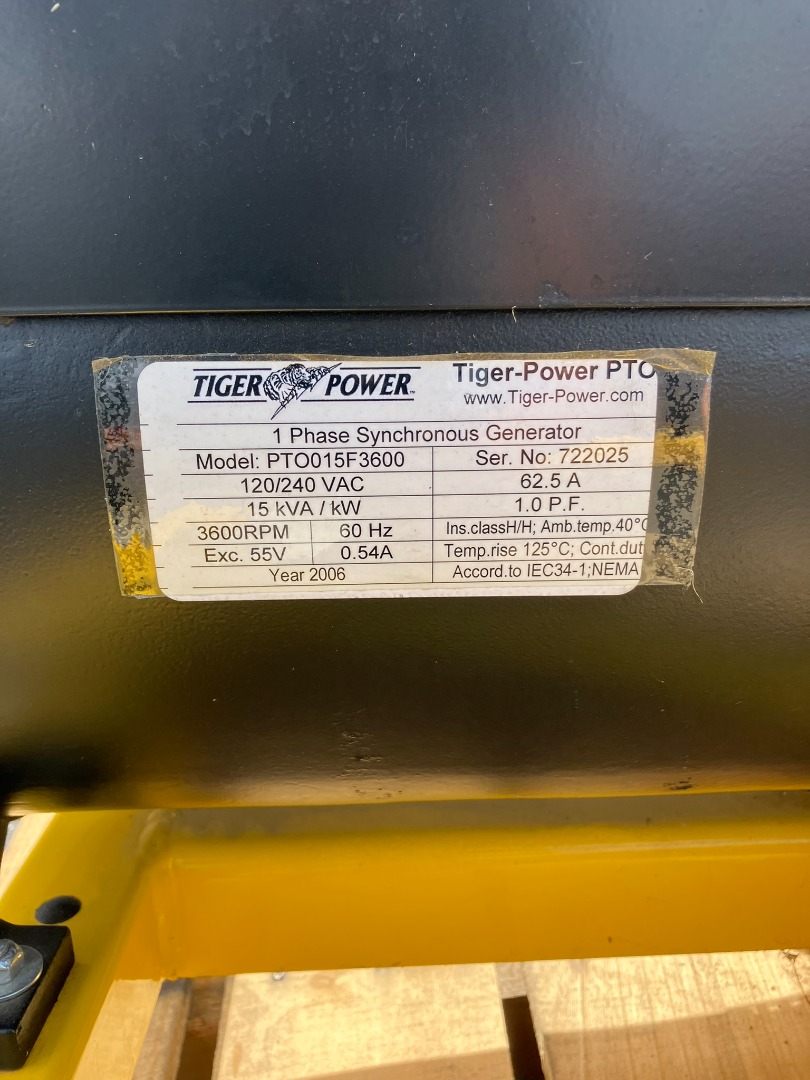 TIGER POWER™ Tiger-Power PTO
www.Tiger-Power.com
1 Phase Synchronous Generator
Model: PTO015F3600 Ser. No: 722025
120/240 VAC 62.5 A
15 kVA / kW 1.0 P.F.
3600RPM 60 Hz Ins.classH/H; Amb.temp.40°C
Exc. 55V 0.54A Temp.rise 125°C; Cont.dut
Year 2006 Accord.to IEC34-1;NEMA